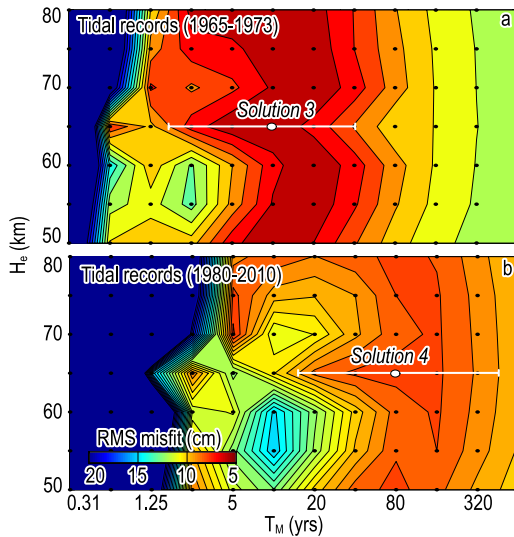 80
Tidal records (1965-1973)
a
70
Solution 3
60
50
Hₑ (km)
80
Tidal records (1980-2010)
b
70
Solution 4
60
RMS misfit (cm)
20 15 10 5
50
0.31 1.25 5 20 80 320
T_M (yrs)